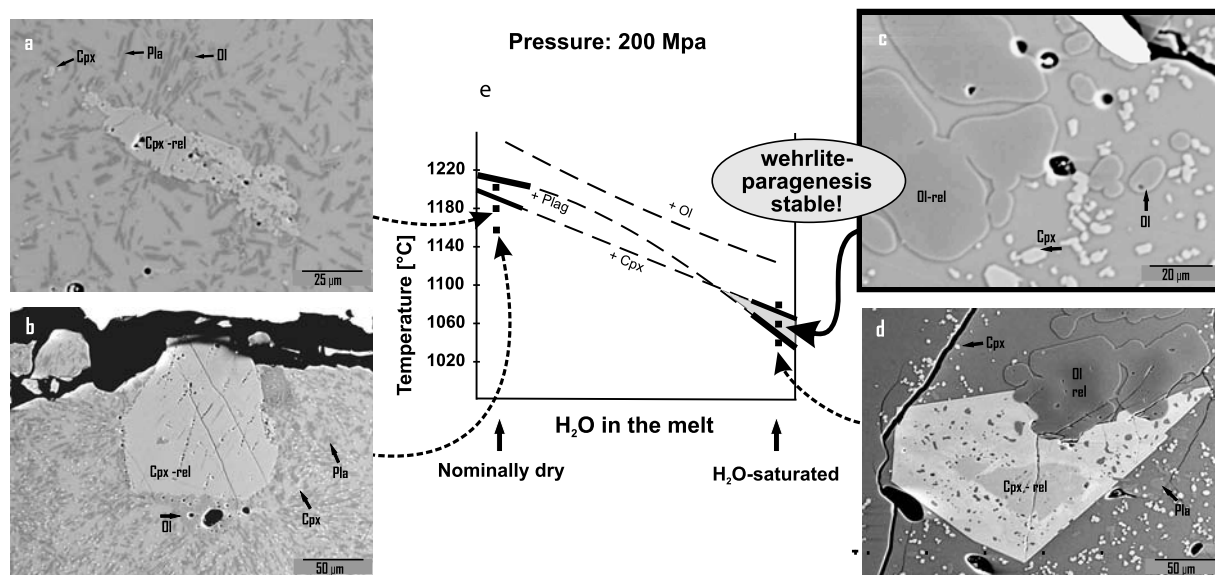 a
Cpx
Pla
Ol
Cpx -rel
25 µm
b
Cpx -rel
Pla
Cpx
Ol
50 µm
Pressure: 200 Mpa
e
Temperature [°C]
1220
1180
1140
1100
1060
1020
+ Plag
+ Ol
+ Cpx
wehrlite-
paragenesis
stable!
H₂O in the melt
Nominally dry
H₂O-saturated
c
Ol-rel
Cpx
Ol
20 µm
d
Cpx
Ol
rel
Cpx - rel
Pla
50 µm